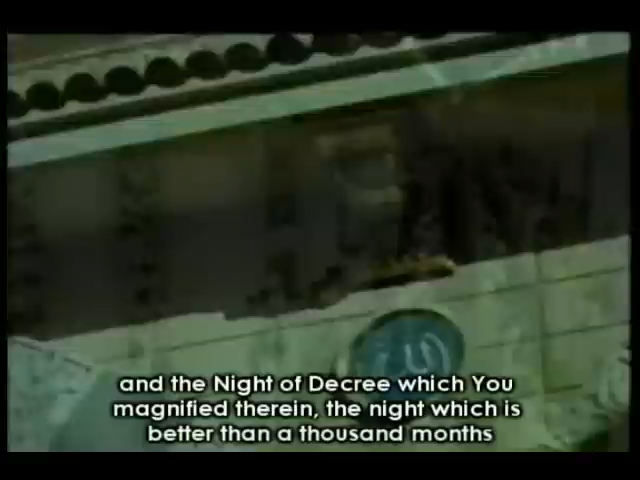 and the Night of Decree which You
magnified therein, the night which is
better than a thousand months